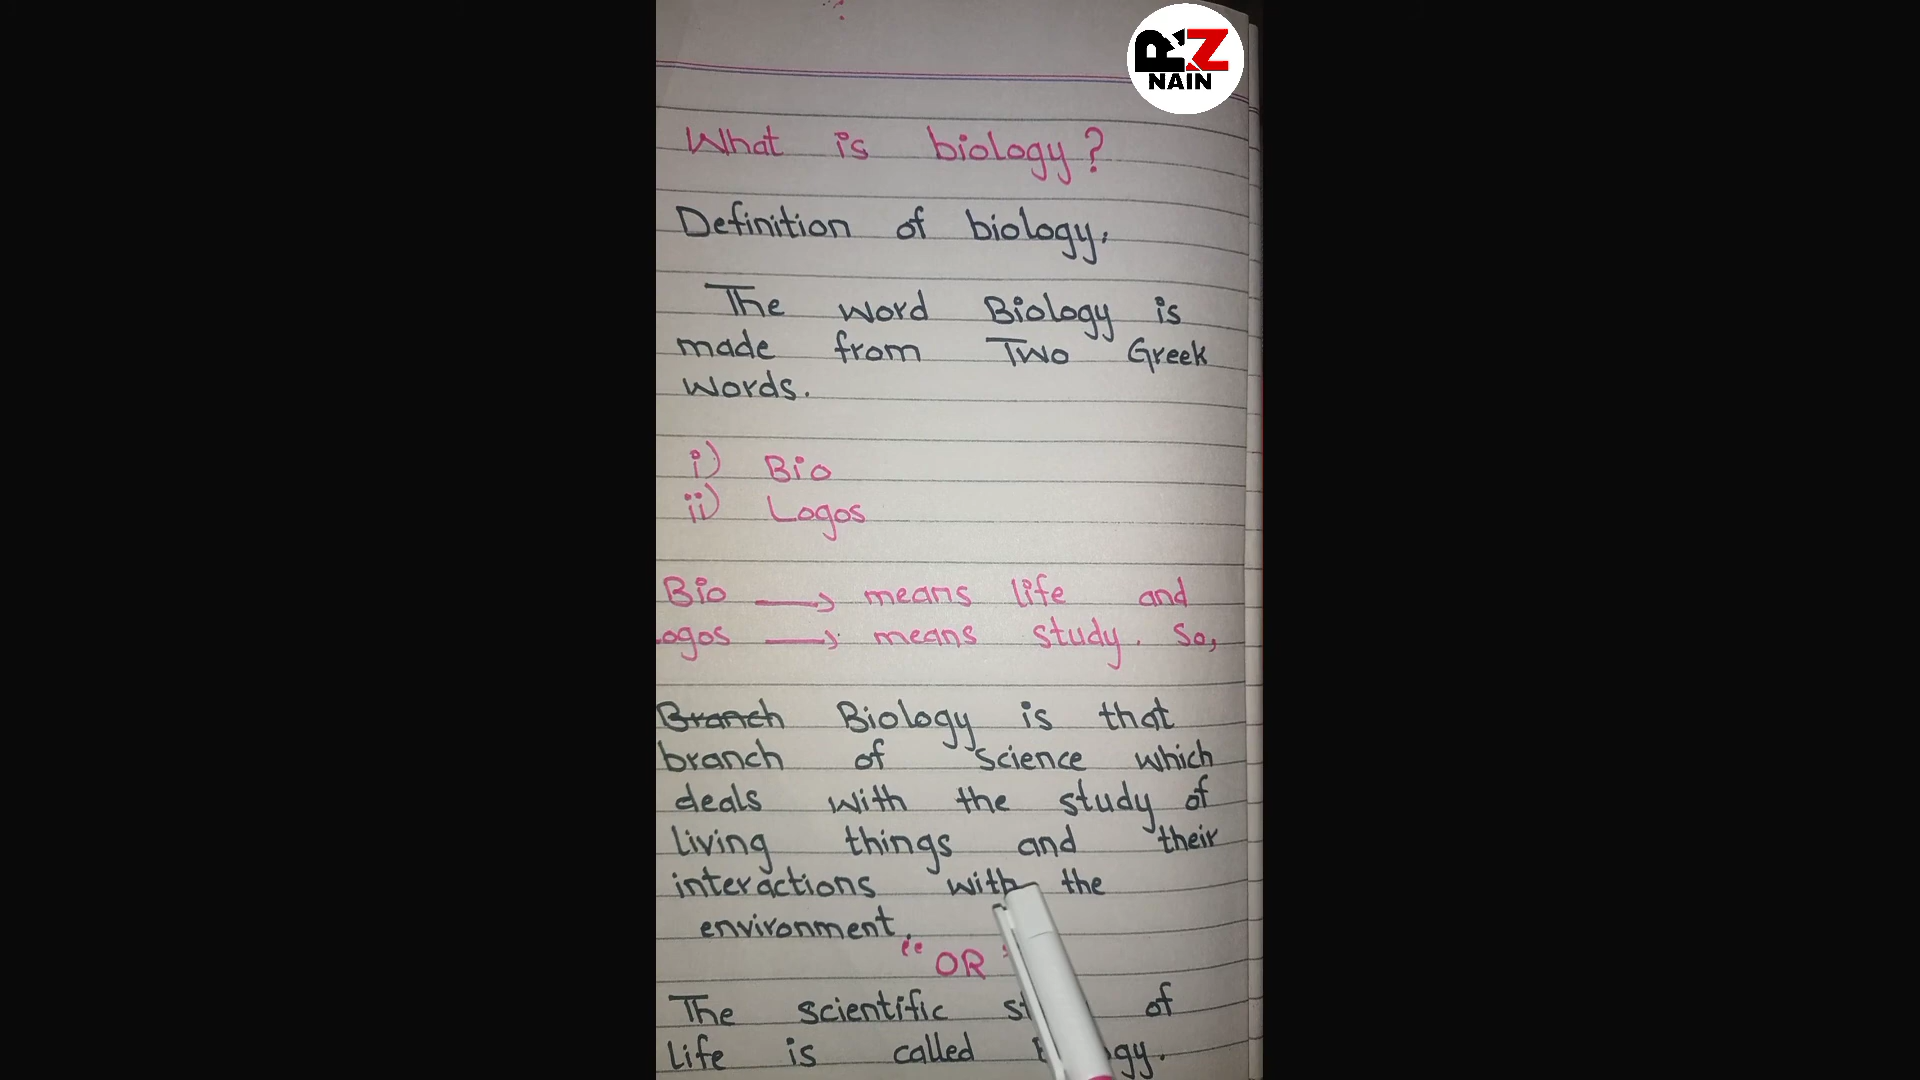 RZ
NAIN
What is biology?
Definition of biology.
The word Biology is
made from Two Greek
words.
i) Bio
ii) Logos
Bio → means life and
ogos → means study. So,
Branch Biology is that
branch of science which
deals with the study of
living things and their
interactions with the
environment.
"OR
The scientific of
life is called